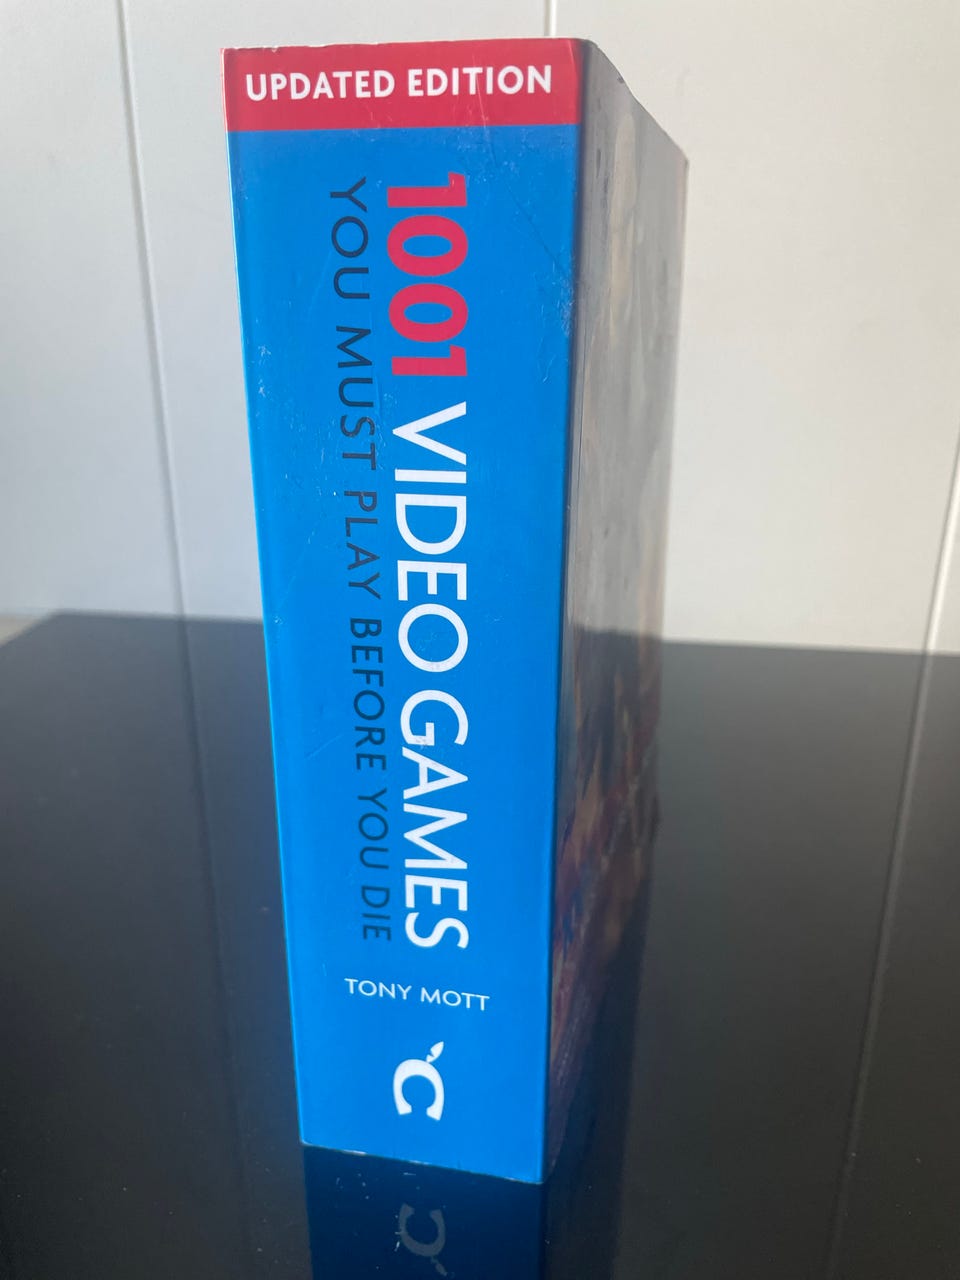 UPDATED EDITION
1001 VIDEO GAMES
YOU MUST PLAY BEFORE YOU DIE
TONY MOTT
C